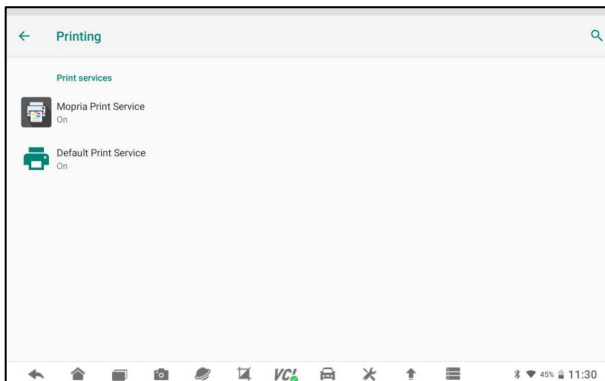 Printing
Print services
Mopria Print Service
On
Default Print Service
On
VCI
45%
11:30